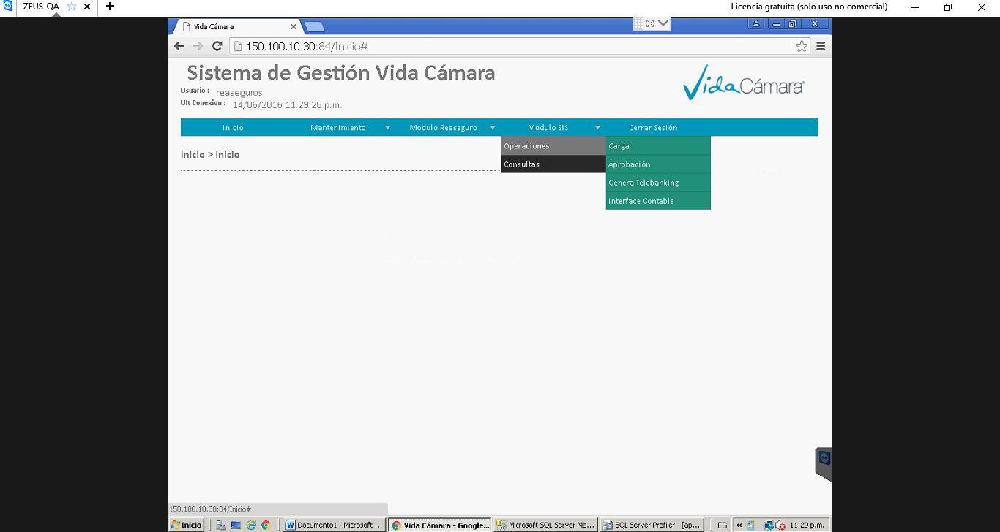 ZEUS-QA
Licencia gratuita (solo uso no comercial)
Vida Cámara
150.100.10.30:84/Inicio#
Sistema de Gestión Vida Cámara
VidaCámara®
Usuario : reaseguros
Ult Conexion : 14/06/2016 11:29:28 p.m.
Inicio Mantenimiento Modulo Reaseguro Modulo SIS Cerrar Sesión
Operaciones Carga
Inicio > Inicio
Consultas Aprobación
Genera Telebanking
Interface Contable
150.100.10.30:84/Inicio#
Inicio Documento1 - Microsoft ... Vida Cámara - Google... Microsoft SQL Server Ma... SQL Server Profiler - [ap... ES « 11:29 p.m.